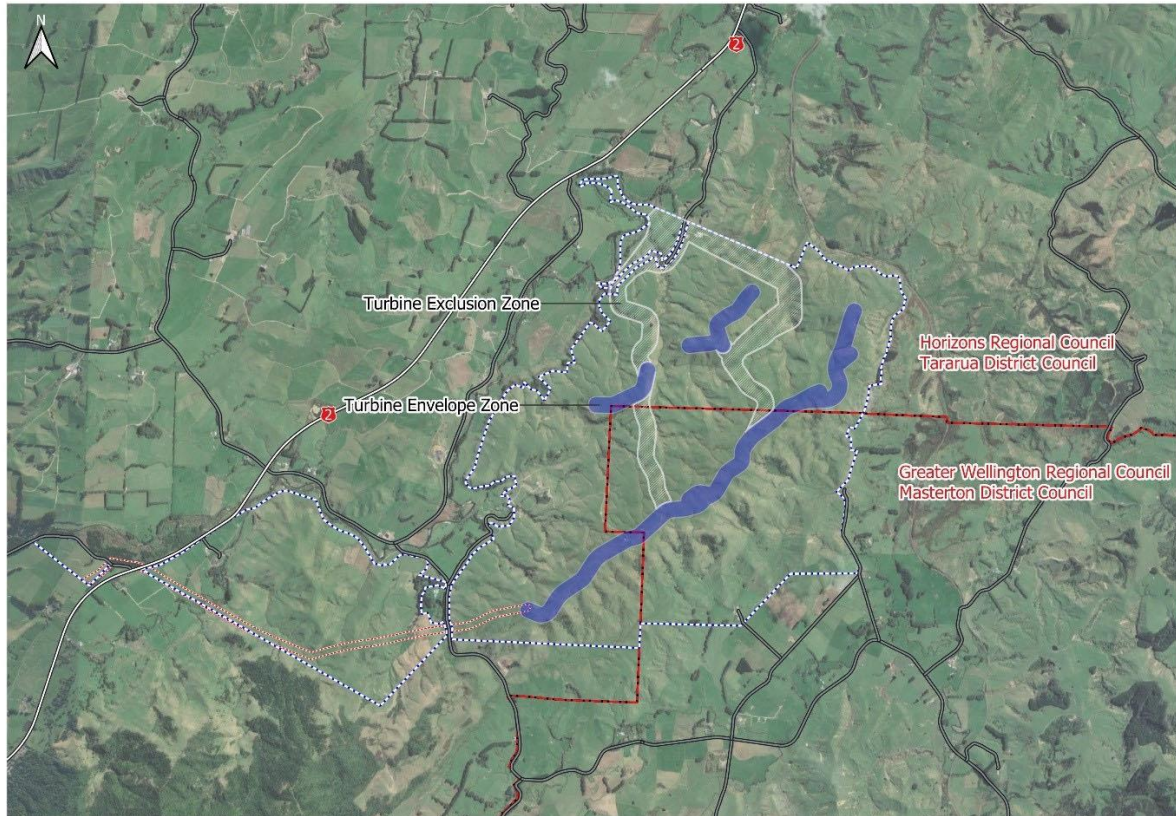 N
2
Turbine Exclusion Zone
Horizons Regional Council
Tararua District Council
Turbine Envelope Zone
2
Greater Wellington Regional Council
Masterton District Council